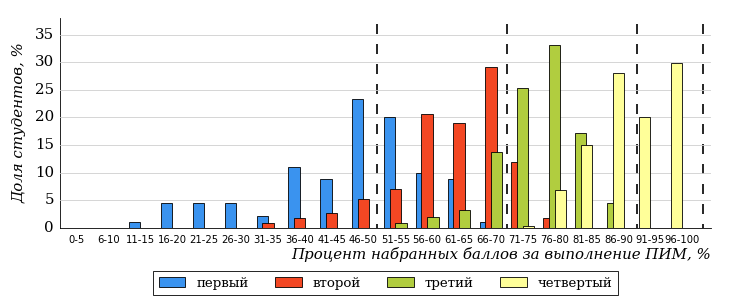 Доля студентов, %
35
30
25
20
15
10
5
0
0-5 6-10 11-15 16-20 21-25 26-30 31-35 36-40 41-45 46-50 51-55 56-60 61-65 66-70 71-75 76-80 81-85 86-90 91-95 96-100
Процент набранных баллов за выполнение ПИМ, %
первый второй третий четвертый